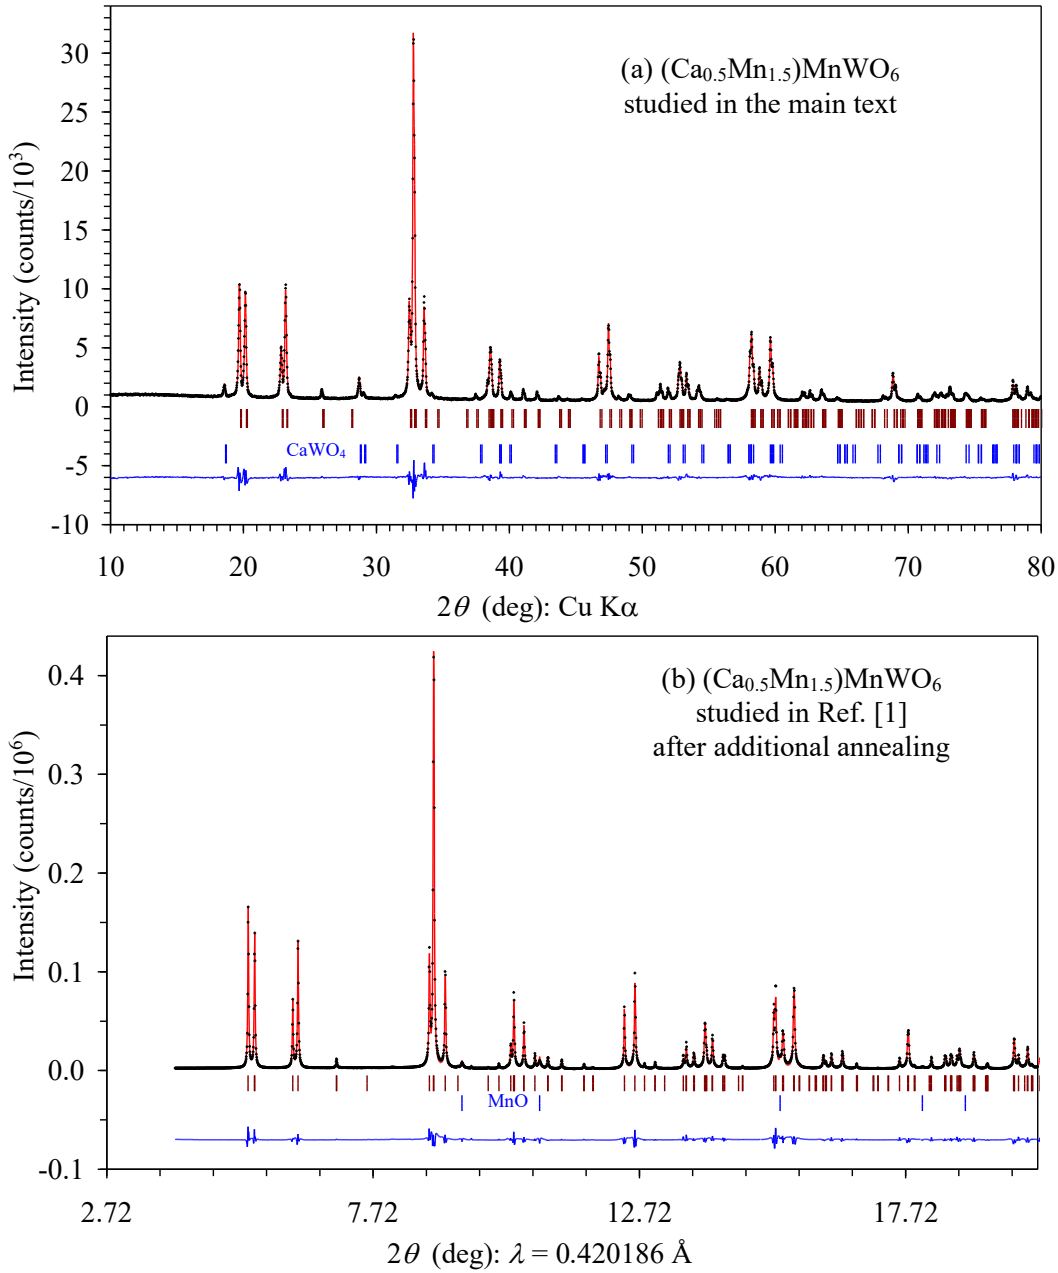 (a) (Ca0.5Mn1.5)MnWO6
studied in the main text
Intensity (counts/10³)
30
25
20
15
10
5
0
-5
-10
CaWO4
10 20 30 40 50 60 70 80
2θ (deg): Cu Kα
(b) (Ca0.5Mn1.5)MnWO6
studied in Ref. [1]
after additional annealing
Intensity (counts/10⁶)
0.4
0.3
0.2
0.1
0.0
-0.1
MnO
2.72 7.72 12.72 17.72
2θ (deg): λ = 0.420186 Å